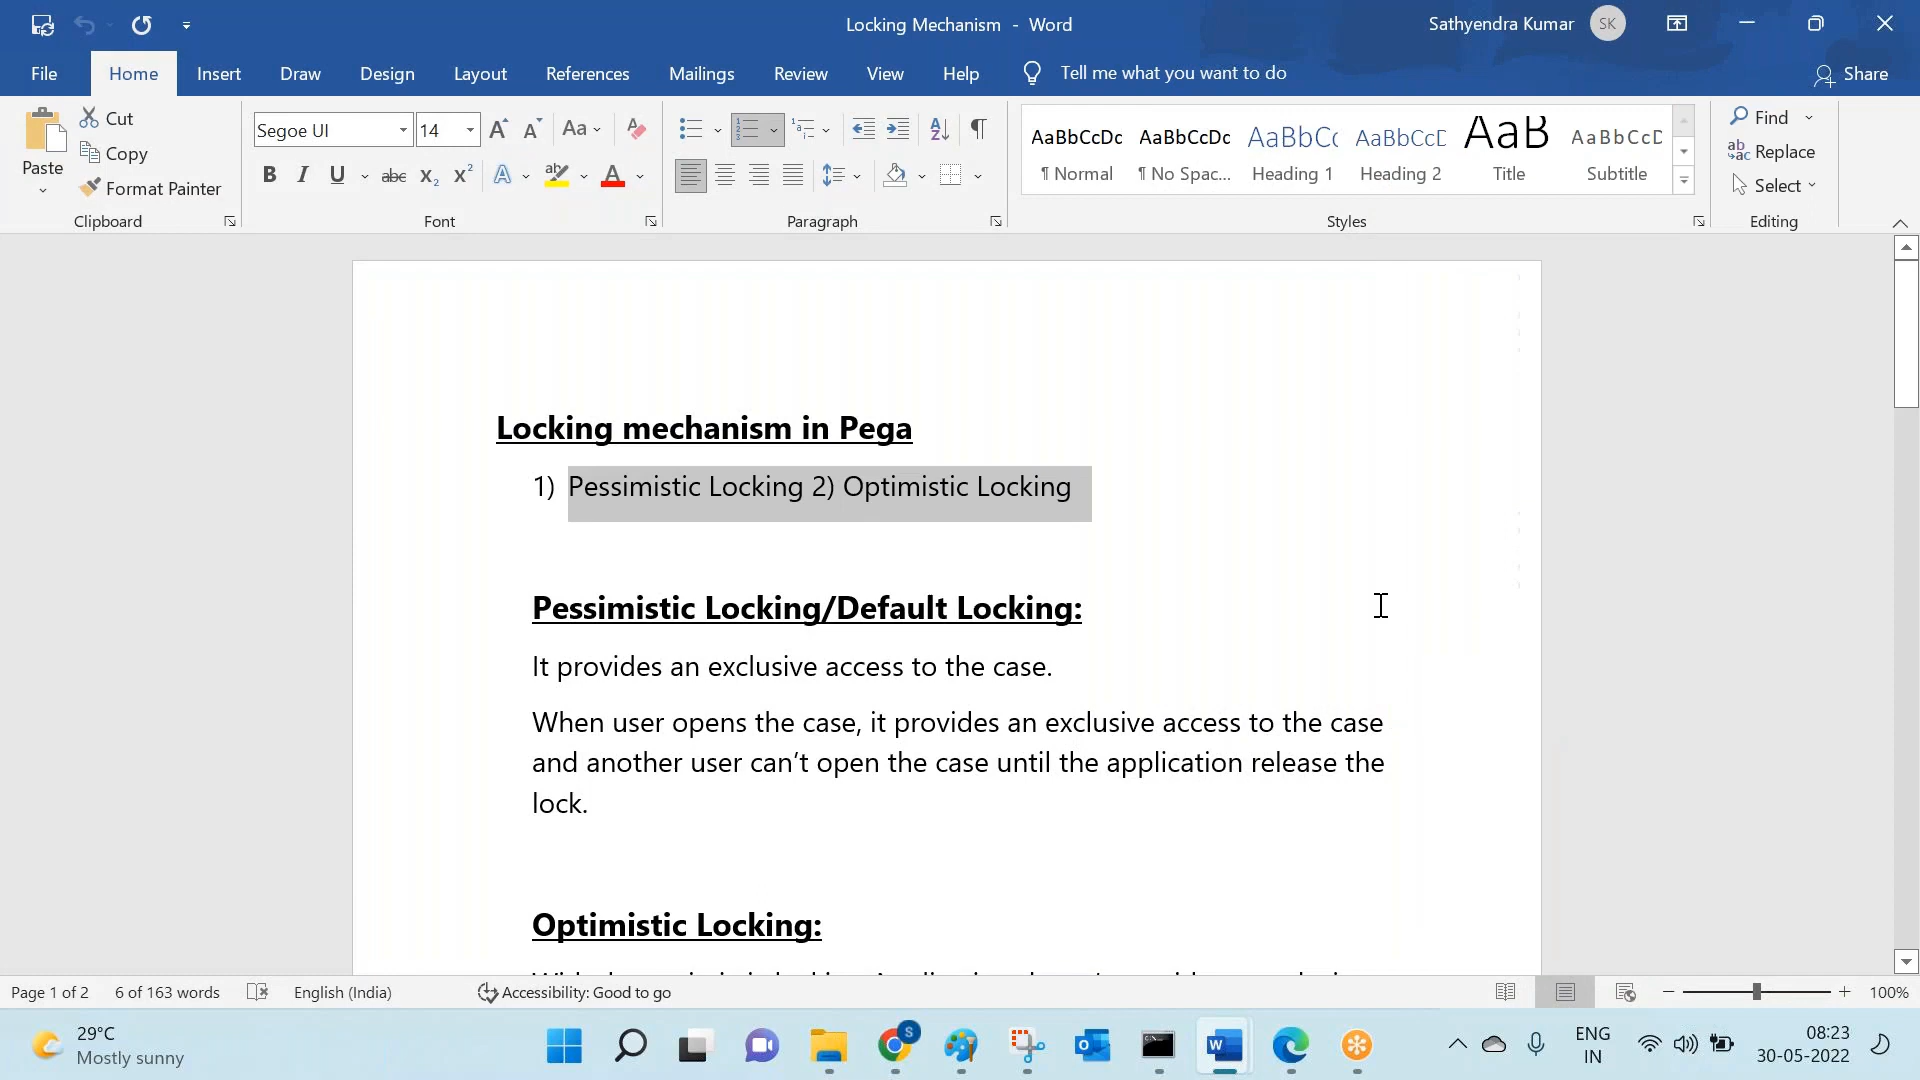 Locking Mechanism - Word
Sathyendra Kumar SK
File Home Insert Draw Design Layout References Mailings Review View Help Tell me what you want to do Share
Paste
Cut
Copy
Format Painter
Clipboard
Segoe UI 14
Font
Paragraph
AaBbCcDc AaBbCcDc AaBbCc AaBbCcD AaB AaBbCcD
¶ Normal ¶ No Spac... Heading 1 Heading 2 Title Subtitle
Styles
Find
Replace
Select
Editing
Locking mechanism in Pega
1) Pessimistic Locking 2) Optimistic Locking
Pessimistic Locking/Default Locking:
It provides an exclusive access to the case.
When user opens the case, it provides an exclusive access to the case
and another user can’t open the case until the application release the
lock.
Optimistic Locking:
Page 1 of 2 6 of 163 words English (India) Accessibility: Good to go 100%
29°C
Mostly sunny
ENG
IN
08:23
30-05-2022